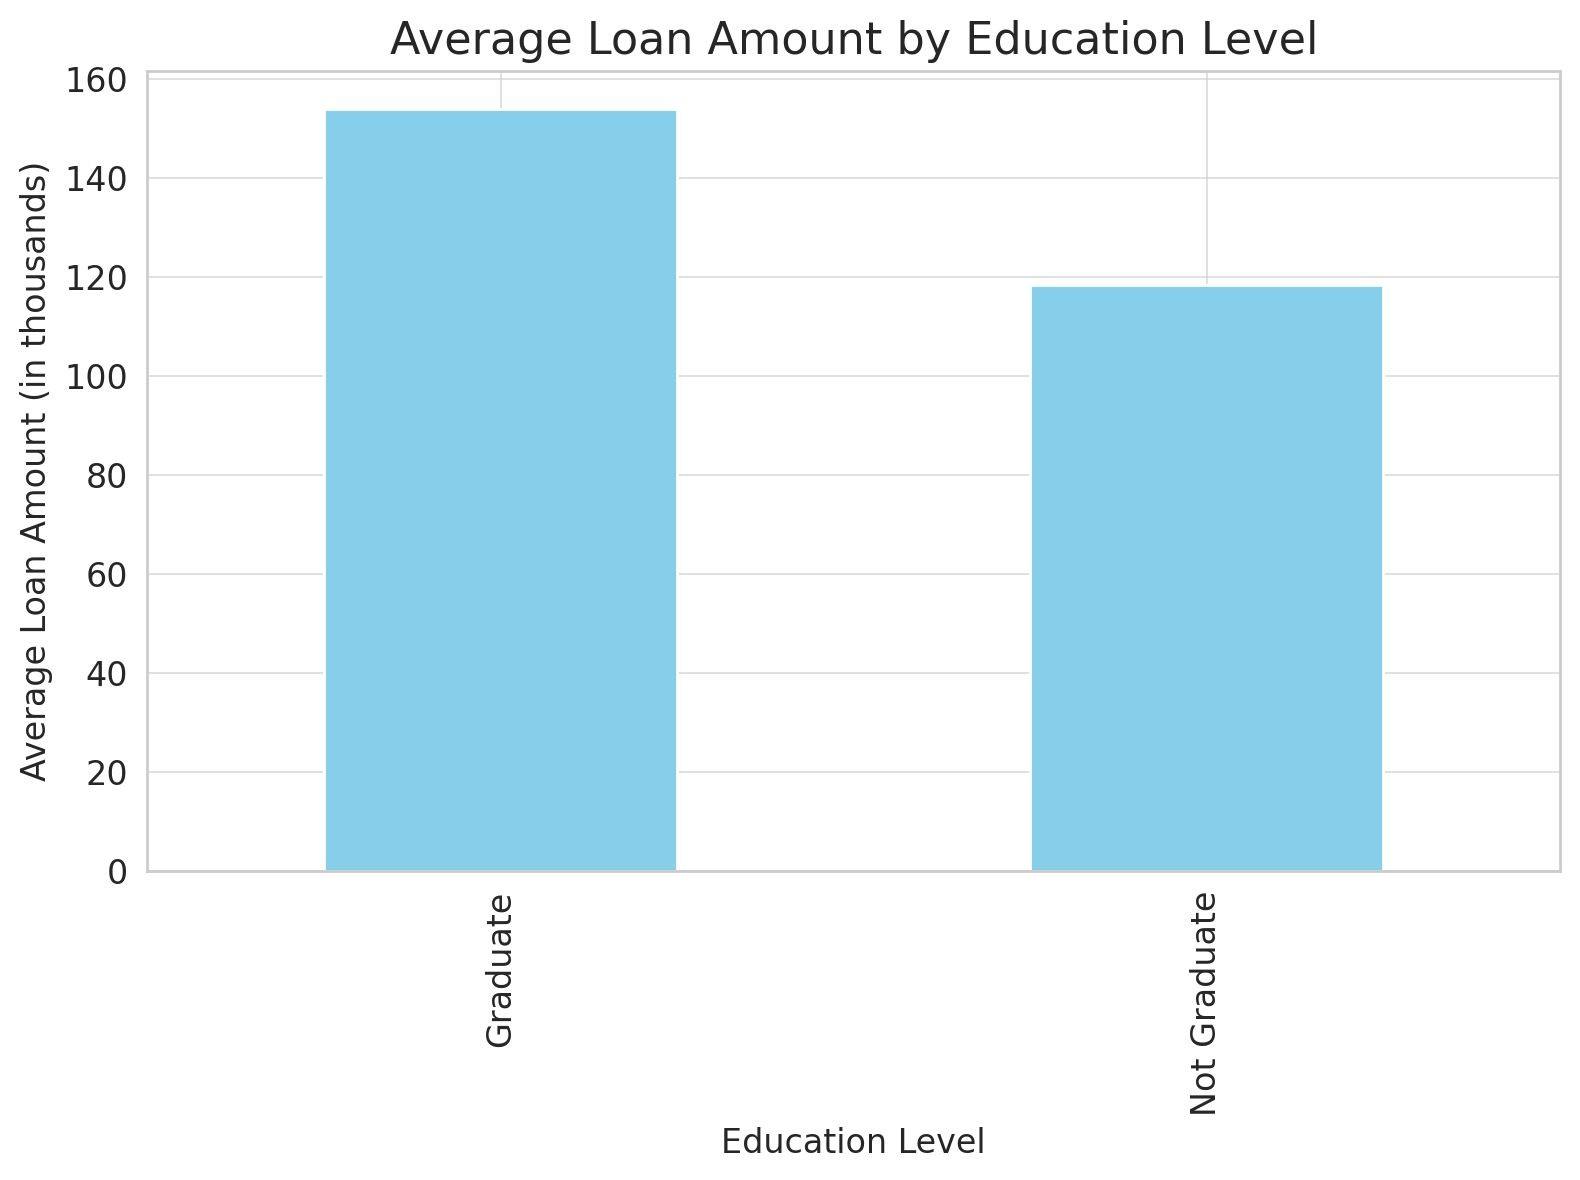 Average Loan Amount by Education Level
Average Loan Amount (in thousands)
160
140
120
100
80
60
40
20
0
Graduate
Not Graduate
Education Level